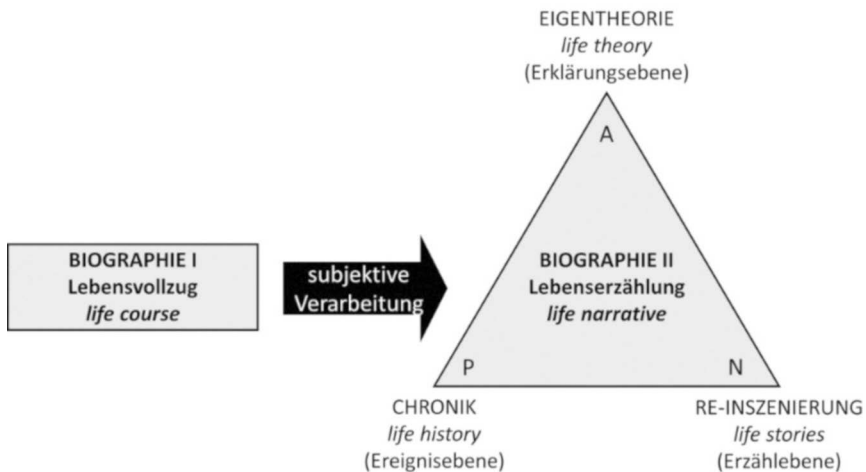 EIGENTHEORIE
life theory
(Erklärungsebene)
A
BIOGRAPHIE I
Lebensvollzug
life course
subjektive
Verarbeitung
BIOGRAPHIE II
Lebenserzählung
life narrative
P
N
CHRONIK
life history
(Ereignisebene)
RE-INSZENIERUNG
life stories
(Erzählebene)